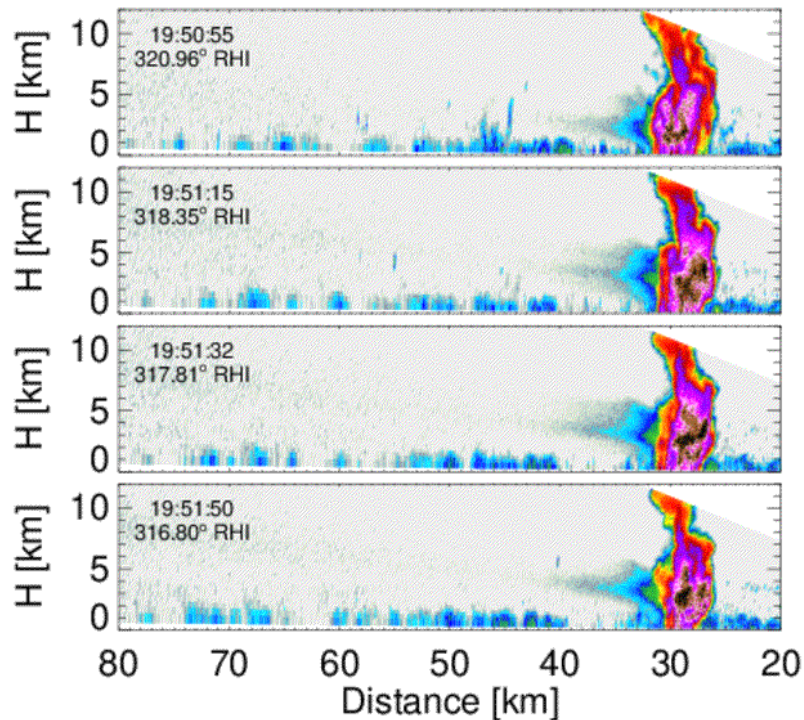 H [km]
10
5
0
19:50:55
320.96° RHI
H [km]
10
5
0
19:51:15
318.35° RHI
H [km]
10
5
0
19:51:32
317.81° RHI
H [km]
10
5
0
19:51:50
316.80° RHI
80 70 60 50 40 30 20
Distance [km]